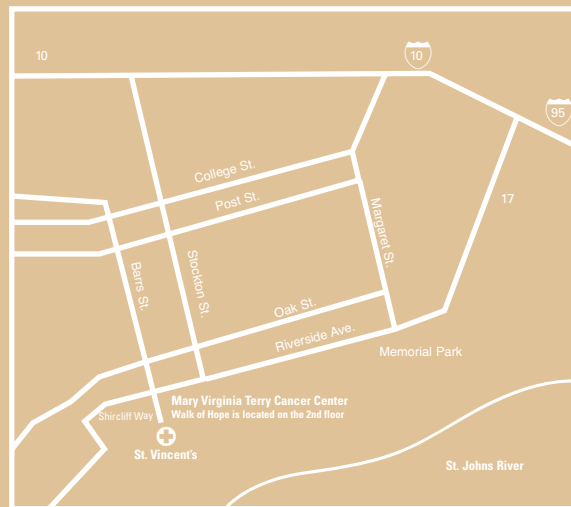 10
10
95
College St.
Post St.
17
Margaret St.
Stockton St.
Barrs St.
Oak St.
Riverside Ave.
Memorial Park
Mary Virginia Terry Cancer Center
Walk of Hope is located on the 2nd floor
Shircliff Way
St. Vincent's
St. Johns River